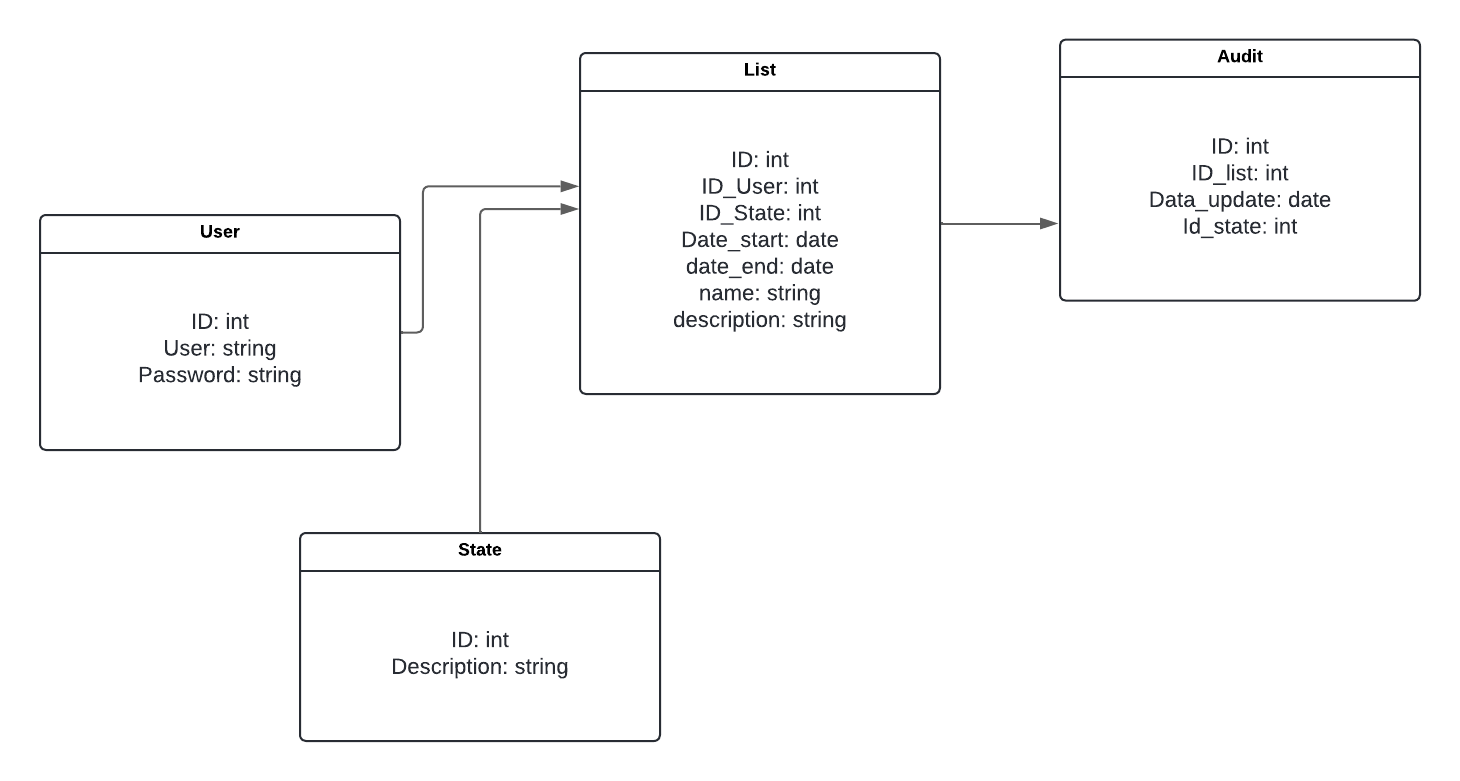 List
ID: int
ID_User: int
ID_State: int
Date_start: date
date_end: date
name: string
description: string
Audit
ID: int
ID_list: int
Data_update: date
Id_state: int
User
ID: int
User: string
Password: string
State
ID: int
Description: string